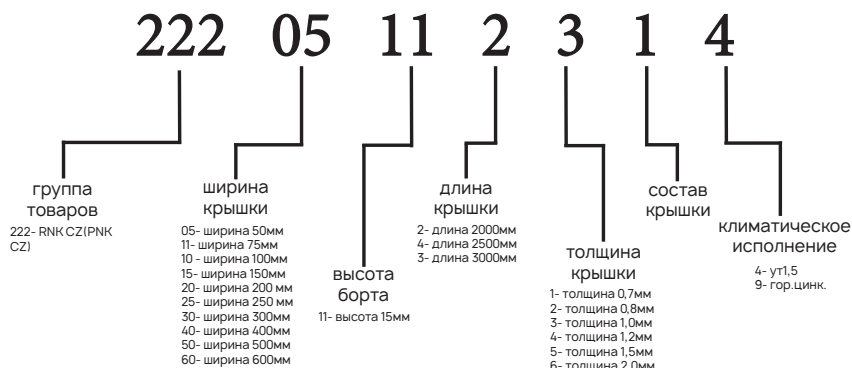 222 05 11 2 3 1 4
группа
товаров
222- RNK CZ(PNK
CZ)
ширина
крышки
05- ширина 50мм
11- ширина 75мм
10 - ширина 100мм
15- ширина 150мм
20- ширина 200 мм
25- ширина 250 мм
30- ширина 300мм
40- ширина 400мм
50- ширина 500мм
60- ширина 600мм
высота
борта
11- высота 15мм
длина
крышки
2- длина 2000мм
4- длина 2500мм
3- длина 3000мм
толщина
крышки
1- толщина 0,7мм
2- толщина 0,8мм
3- толщина 1,0мм
4- толщина 1,2мм
5- толщина 1,5мм
6- толщина 2,0мм
состав
крышки
климатическое
исполнение
4- ут1,5
9- гор.цинк.